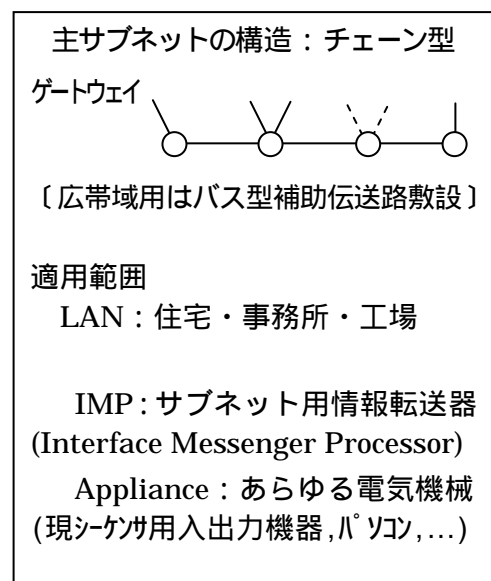 主サブネットの構造：チェーン型
ゲートウェイ
〔広帯域用はバス型補助伝送路敷設〕
適用範囲
LAN：住宅・事務所・工場
IMP：サブネット用情報転送器
(Interface Messenger Processor)
Appliance：あらゆる電気機械
(現ｼｰｹﾝｻ用入出力機器,ﾊﾟｿｺﾝ,…)